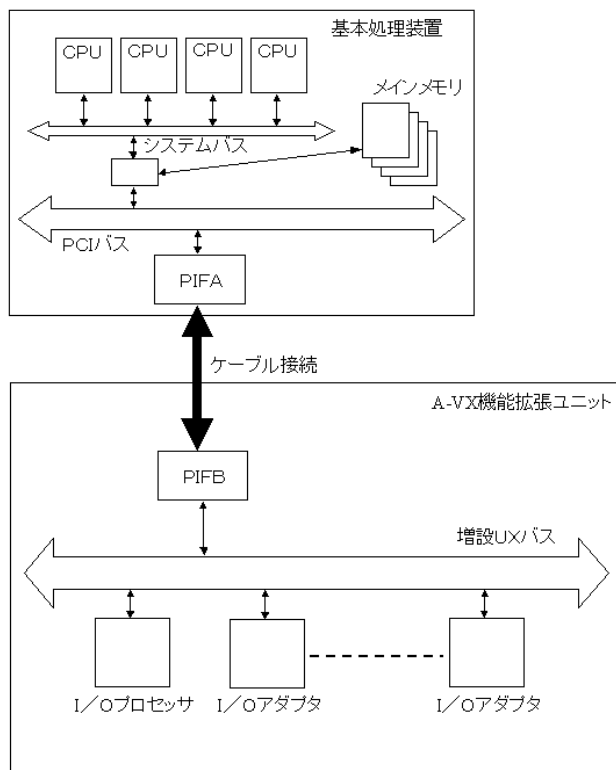 基本処理装置
CPU CPU CPU CPU
メインメモリ
システムバス
PCIバス
PIFA
ケーブル接続
A-VX機能拡張ユニット
PIFB
増設UXバス
I/Oプロセッサ I/Oアダプタ I/Oアダプタ